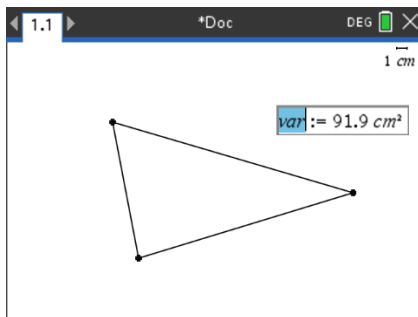 1.1 *Doc DEG
1 cm
var := 91.9 cm²